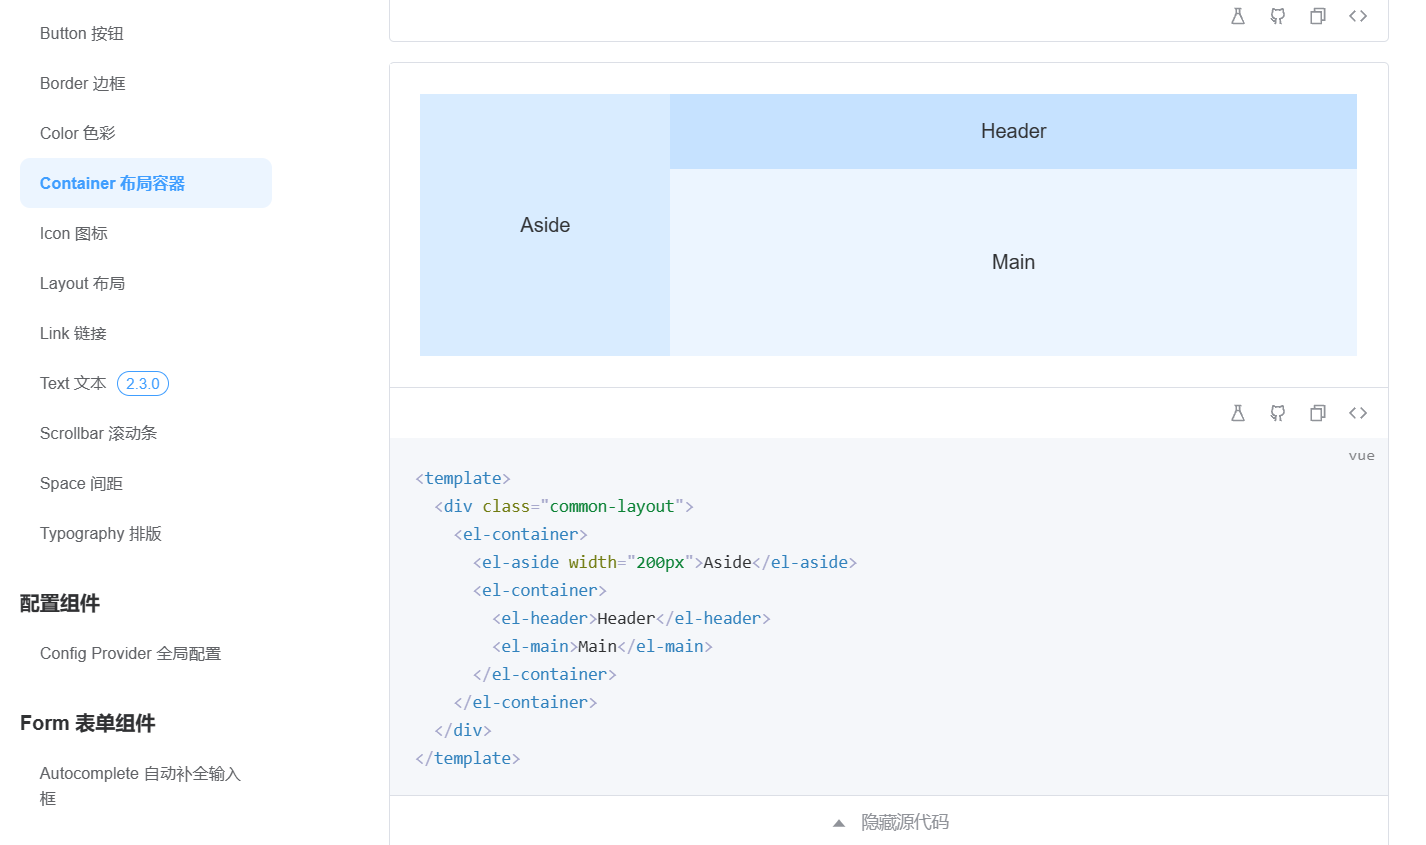 Button 按钮
Border 边框
Color 色彩
Container 布局容器
Icon 图标
Layout 布局
Link 链接
Text 文本 2.3.0
Scrollbar 滚动条
Space 间距
Typography 排版
配置组件
Config Provider 全局配置
Form 表单组件
Autocomplete 自动补全输入
框
Aside
Header
Main
vue
<template>
  <div class="common-layout">
    <el-container>
      <el-aside width="200px">Aside</el-aside>
      <el-container>
        <el-header>Header</el-header>
        <el-main>Main</el-main>
      </el-container>
    </el-container>
  </div>
</template>
隐藏源代码